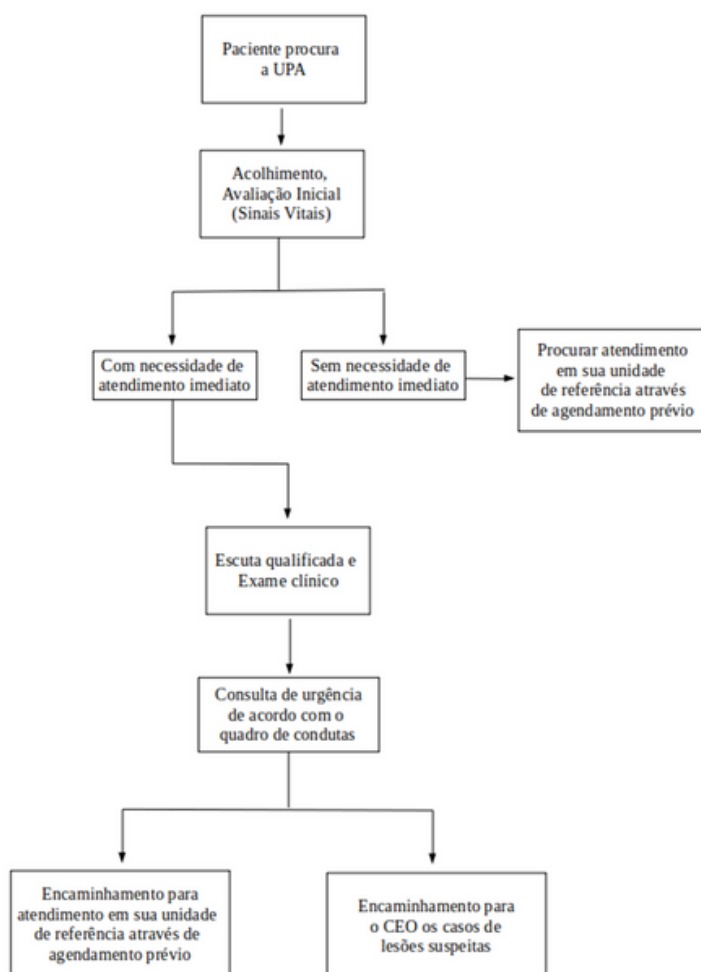 Paciente procura
a UPA
Acolhimento,
Avaliação Inicial
(Sinais Vitais)
Com necessidade de
atendimento imediato
Sem necessidade de
atendimento imediato
Procurar atendimento
em sua unidade
de referência através
de agendamento prévio
Escuta qualificada e
Exame clínico
Consulta de urgência
de acordo com o
quadro de condutas
Encaminhamento para
atendimento em sua unidade
de referência através de
agendamento prévio
Encaminhamento para
o CEO os casos de
lesões suspeitas